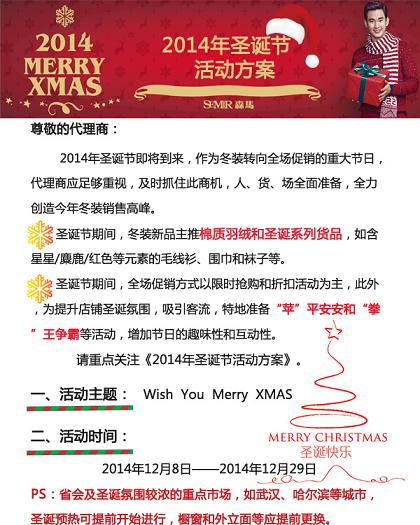 2014
MERRY
XMAS
2014年圣诞节
活动方案
SEMIR 森馬
尊敬的代理商：
2014年圣诞节即将到来，作为冬装转向全场促销的重大节日，
代理商应足够重视，及时抓住此商机，人、货、场全面准备，全力
创造今年冬装销售高峰。
圣诞节期间，冬装新品主推棉质羽绒和圣诞系列货品，如含
星星/麋鹿/红色等元素的毛线衫、围巾和袜子等。
圣诞节期间，全场促销方式以限时抢购和折扣活动为主，此外
，为提升店铺圣诞氛围，吸引客流，特地准备“苹”平安安和“拳
”王争霸等活动，增加节日的趣味性和互动性。
请重点关注《2014年圣诞节活动方案》。
一、活动主题： Wish You Merry XMAS
二、活动时间：
MERRY CHRISTMAS
圣诞快乐
2014年12月8日——2014年12月29日
PS：省会及圣诞氛围较浓的重点市场，如武汉、哈尔滨等城市，
圣诞预热可提前开始进行，橱窗和外立面等应提前更换。